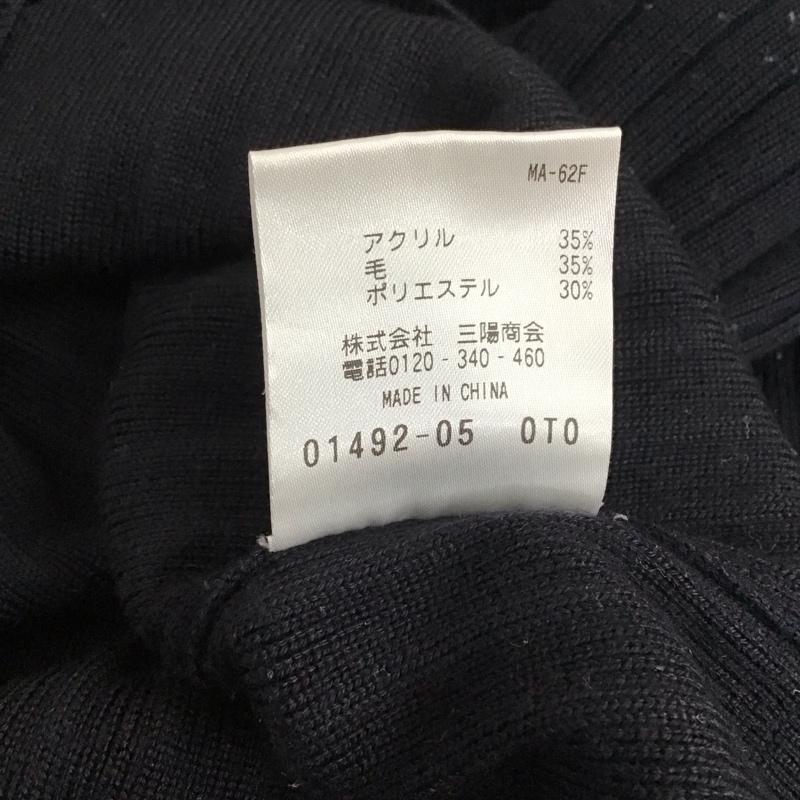 MA-62F
アクリル 35%
毛 35%
ポリエステル 30%
株式会社 三陽商会
電話0120-340-460
MADE IN CHINA
01492-05 0T0